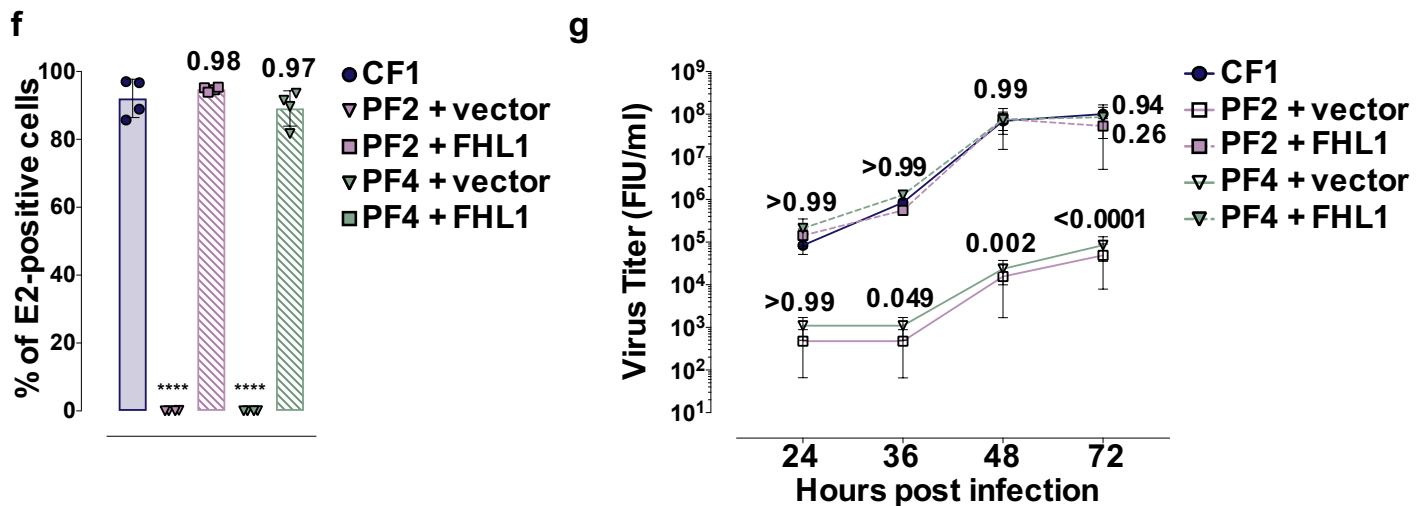 f
% of E2-positive cells
100
80
60
40
20
0
0.98
0.97
****
****
CF1
PF2 + vector
PF2 + FHL1
PF4 + vector
PF4 + FHL1
g
Virus Titer (FIU/ml)
10⁹
10⁸
10⁷
10⁶
10⁵
10⁴
10³
10²
10¹
>0.99
>0.99
0.99
0.94
0.26
>0.99
0.049
0.002
<0.0001
24 36 48 72
Hours post infection
CF1
PF2 + vector
PF2 + FHL1
PF4 + vector
PF4 + FHL1